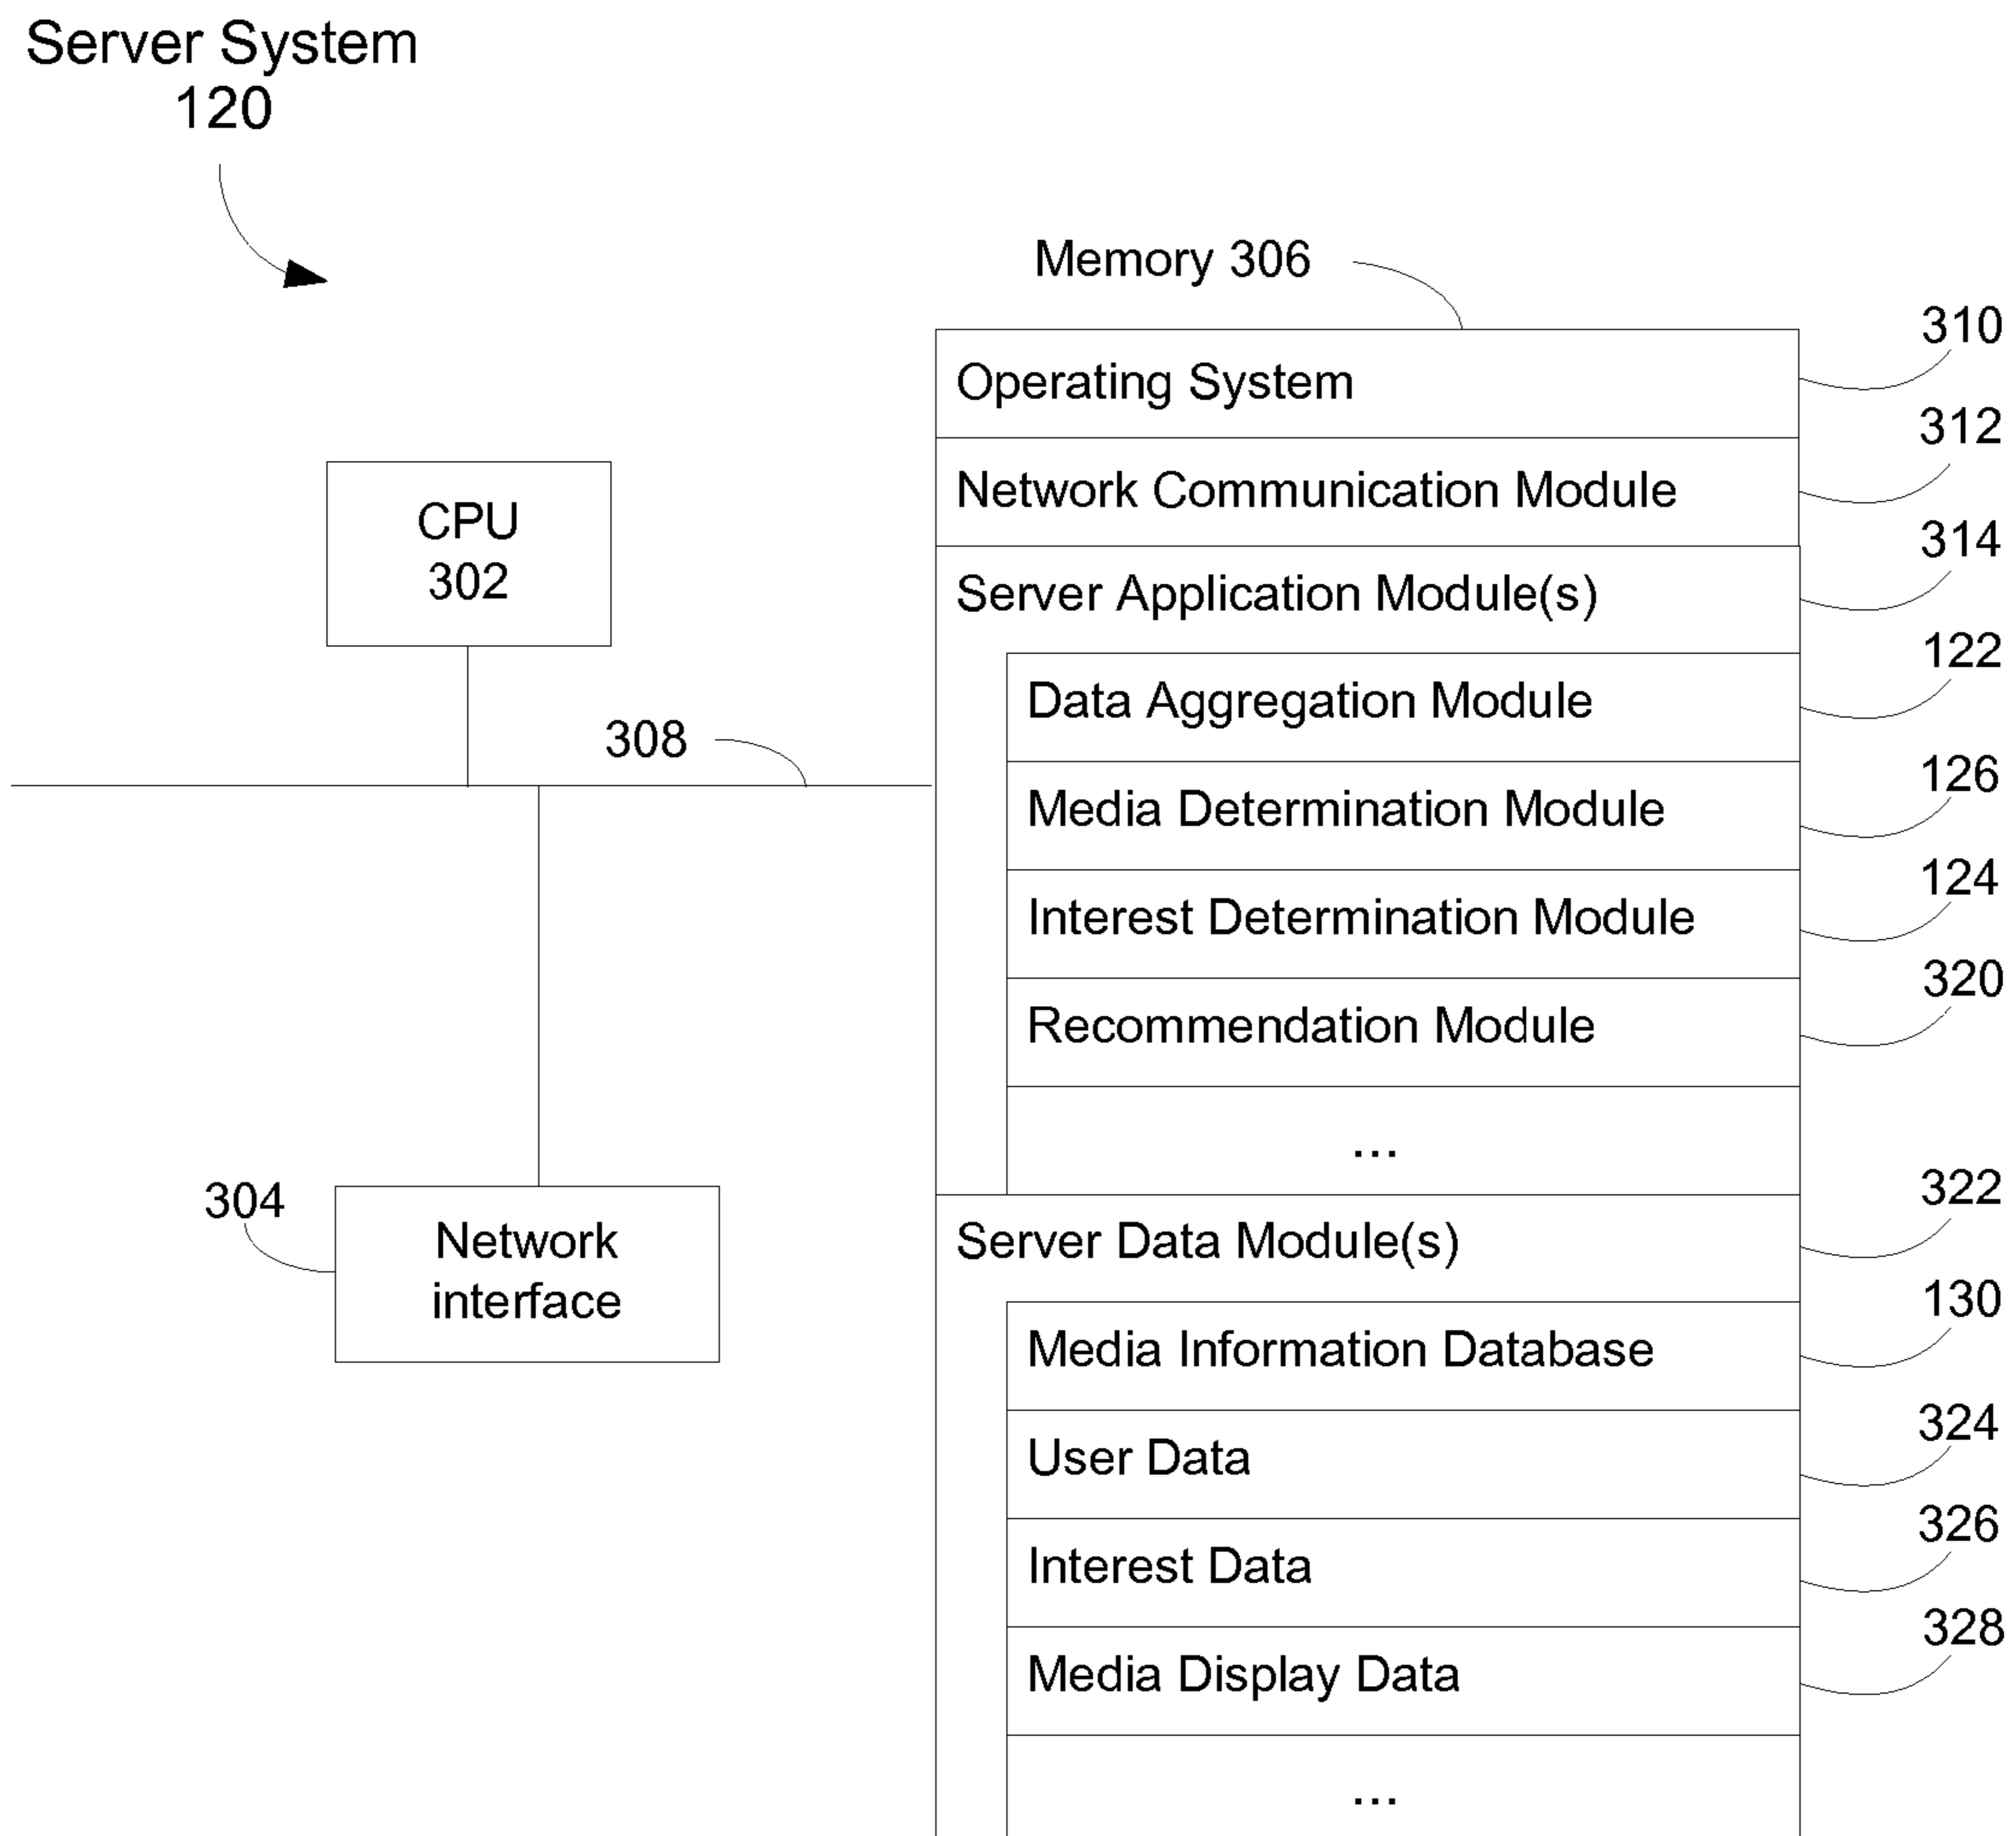 Server System
120
Memory 306
310
Operating System
312
Network Communication Module
CPU
302
314
Server Application Module(s)
122
Data Aggregation Module
308
126
Media Determination Module
124
Interest Determination Module
320
Recommendation Module
...
304
Network
interface
322
Server Data Module(s)
130
Media Information Database
324
User Data
326
Interest Data
328
Media Display Data
...